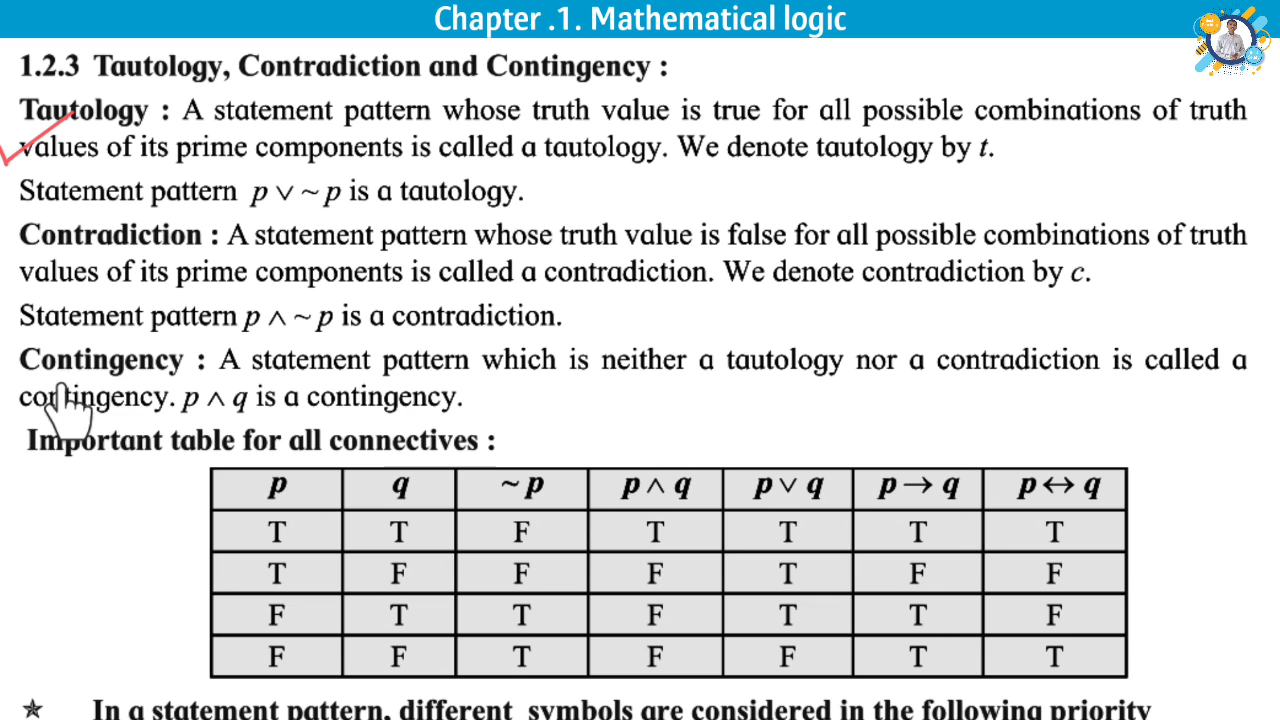 Chapter .1. Mathematical logic
1.2.3 Tautology, Contradiction and Contingency :
Tautology : A statement pattern whose truth value is true for all possible combinations of truth
values of its prime components is called a tautology. We denote tautology by t.
Statement pattern p ∨ ~ p is a tautology.
Contradiction : A statement pattern whose truth value is false for all possible combinations of truth
values of its prime components is called a contradiction. We denote contradiction by c.
Statement pattern p ∧ ~ p is a contradiction.
Contingency : A statement pattern which is neither a tautology nor a contradiction is called a
contingency. p ∧ q is a contingency.
Important table for all connectives :
p q ~ p p ∧ q p ∨ q p → q p ↔ q
T T F T T T T
T F F F T F F
F T T F T T F
F F T F F T T
✯ In a statement pattern, different symbols are considered in the following priority